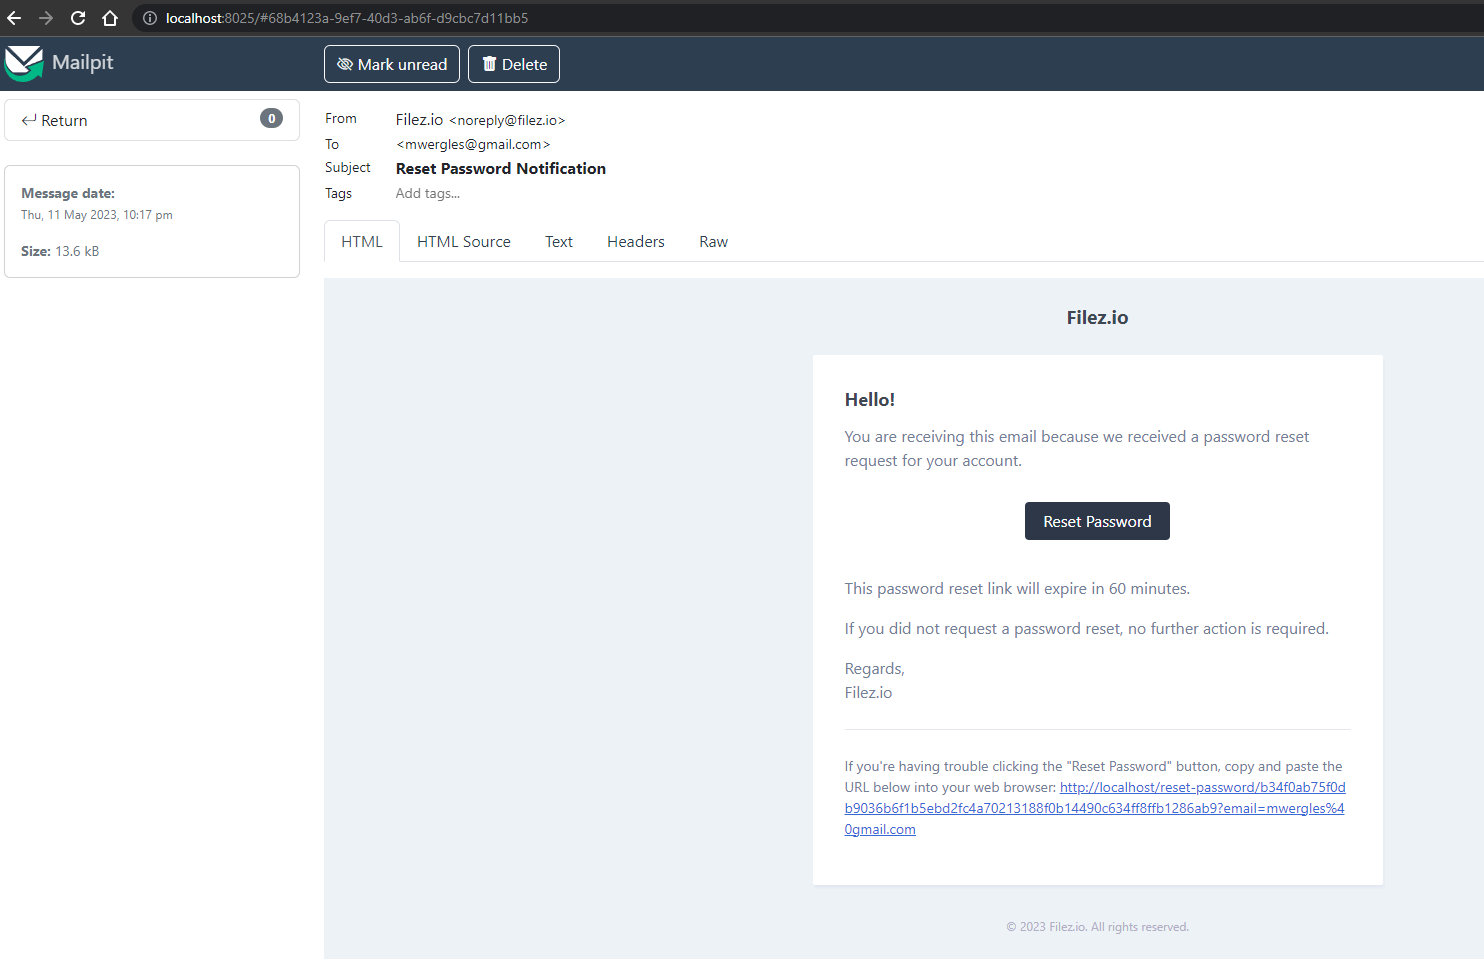 localhost:8025/#68b4123a-9ef7-40d3-ab6f-d9cbc7d11bb5
Mailpit
Mark unread
Delete
Return
0
Message date:
Thu, 11 May 2023, 10:17 pm
Size: 13.6 kB
From Filez.io <noreply@filez.io>
To <mwergles@gmail.com>
Subject Reset Password Notification
Tags Add tags...
HTML HTML Source Text Headers Raw
Filez.io
Hello!
You are receiving this email because we received a password reset
request for your account.
Reset Password
This password reset link will expire in 60 minutes.
If you did not request a password reset, no further action is required.
Regards,
Filez.io
If you're having trouble clicking the "Reset Password" button, copy and paste the
URL below into your web browser: http://localhost/reset-password/b34f0ab75f0d
b9036b6f1b5ebd2fc4a70213188f0b14490c634ff8ffb1286ab9?email=mwergles%4
0gmail.com
© 2023 Filez.io. All rights reserved.